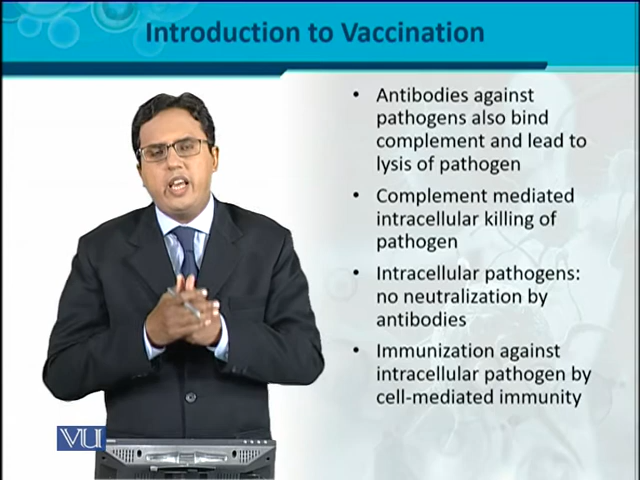 Introduction to Vaccination
• Antibodies against
pathogens also bind
complement and lead to
lysis of pathogen
• Complement mediated
intracellular killing of
pathogen
• Intracellular pathogens:
no neutralization by
antibodies
• Immunization against
intracellular pathogen by
cell-mediated immunity
VU